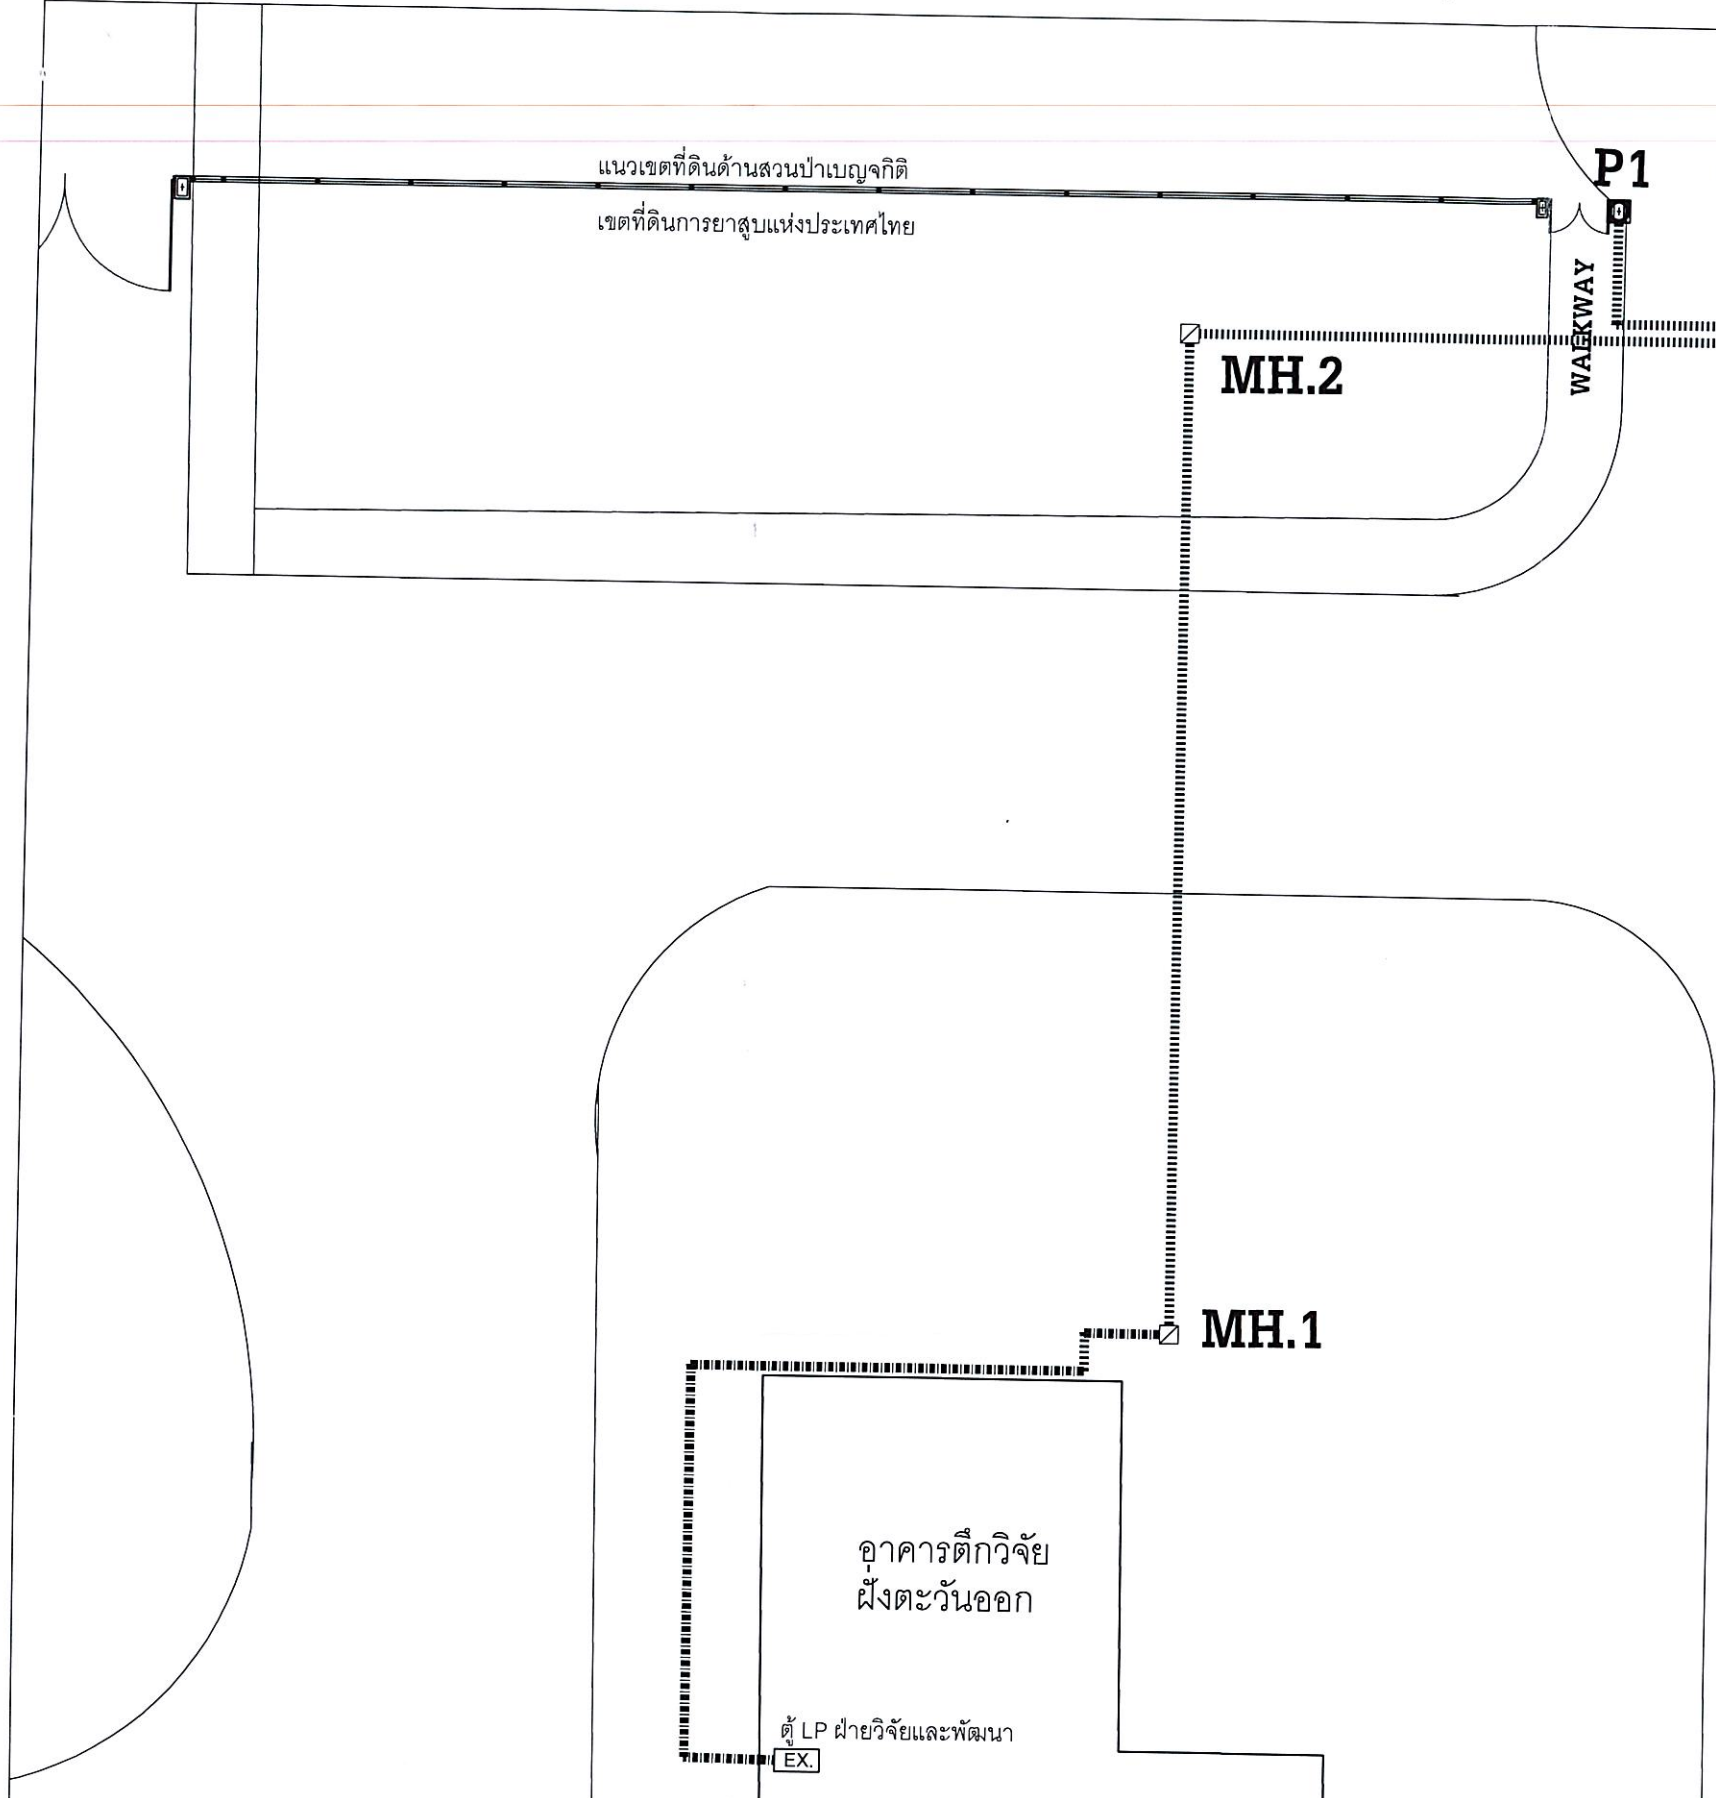 แนวเขตที่ดินด้านสวนป่าเบญจกิติ
P1
เขตที่ดินการยาสูบแห่งประเทศไทย
WALKWAY
MH.2
MH.1
อาคารตึกวิจัย
ฝั่งตะวันออก
ตู้ LP ฝ่ายวิจัยและพัฒนา
EX.